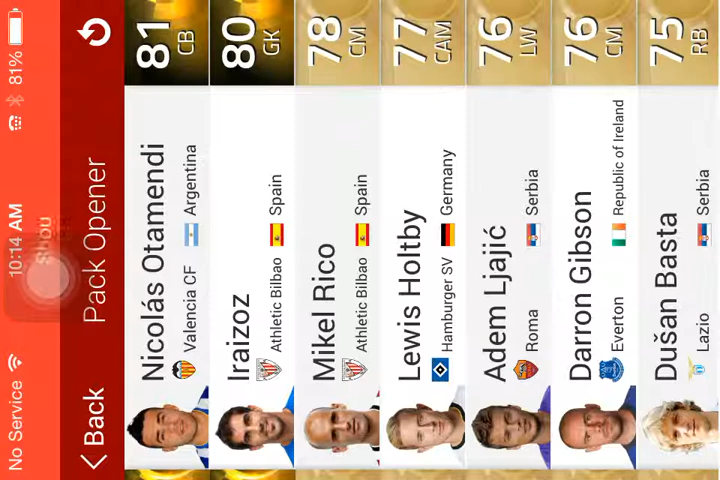 No Service 10:14 AM 81%
Back Pack Opener
Nicolás Otamendi 81
Valencia CF Argentina CB
Iraizoz 80
Athletic Bilbao Spain GK
Mikel Rico 78
Athletic Bilbao Spain CM
Lewis Holtby 77
Hamburger SV Germany CAM
Adem Ljajić 76
Roma Serbia LW
Darron Gibson 76
Everton Republic of Ireland CM
Dušan Basta 75
Lazio Serbia RB